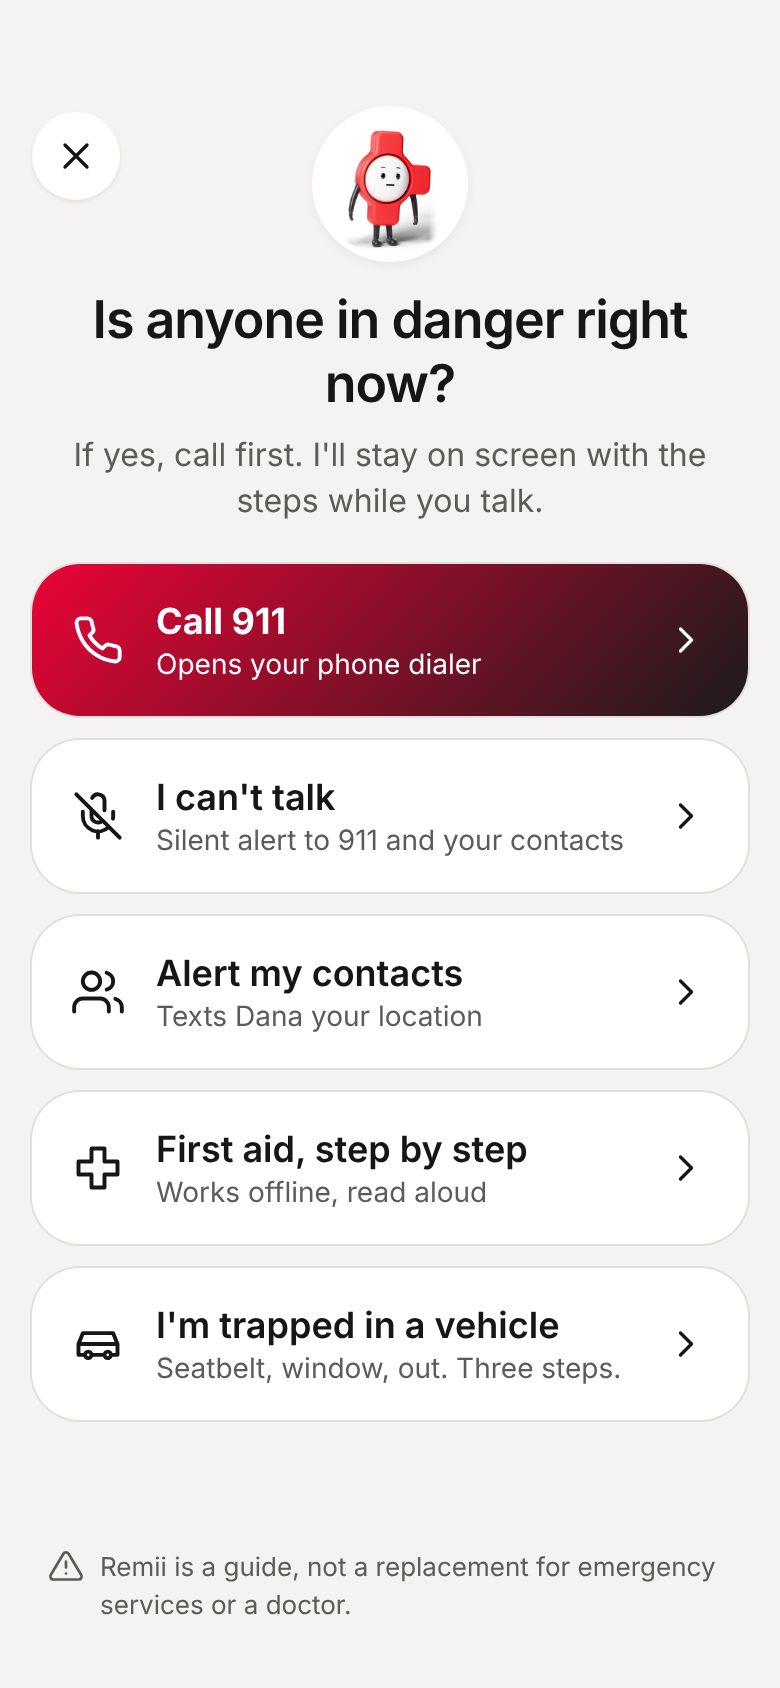 Is anyone in danger right
now?
If yes, call first. I'll stay on screen with the
steps while you talk.
Call 911
Opens your phone dialer
I can't talk
Silent alert to 911 and your contacts
Alert my contacts
Texts Dana your location
First aid, step by step
Works offline, read aloud
I'm trapped in a vehicle
Seatbelt, window, out. Three steps.
Remii is a guide, not a replacement for emergency
services or a doctor.